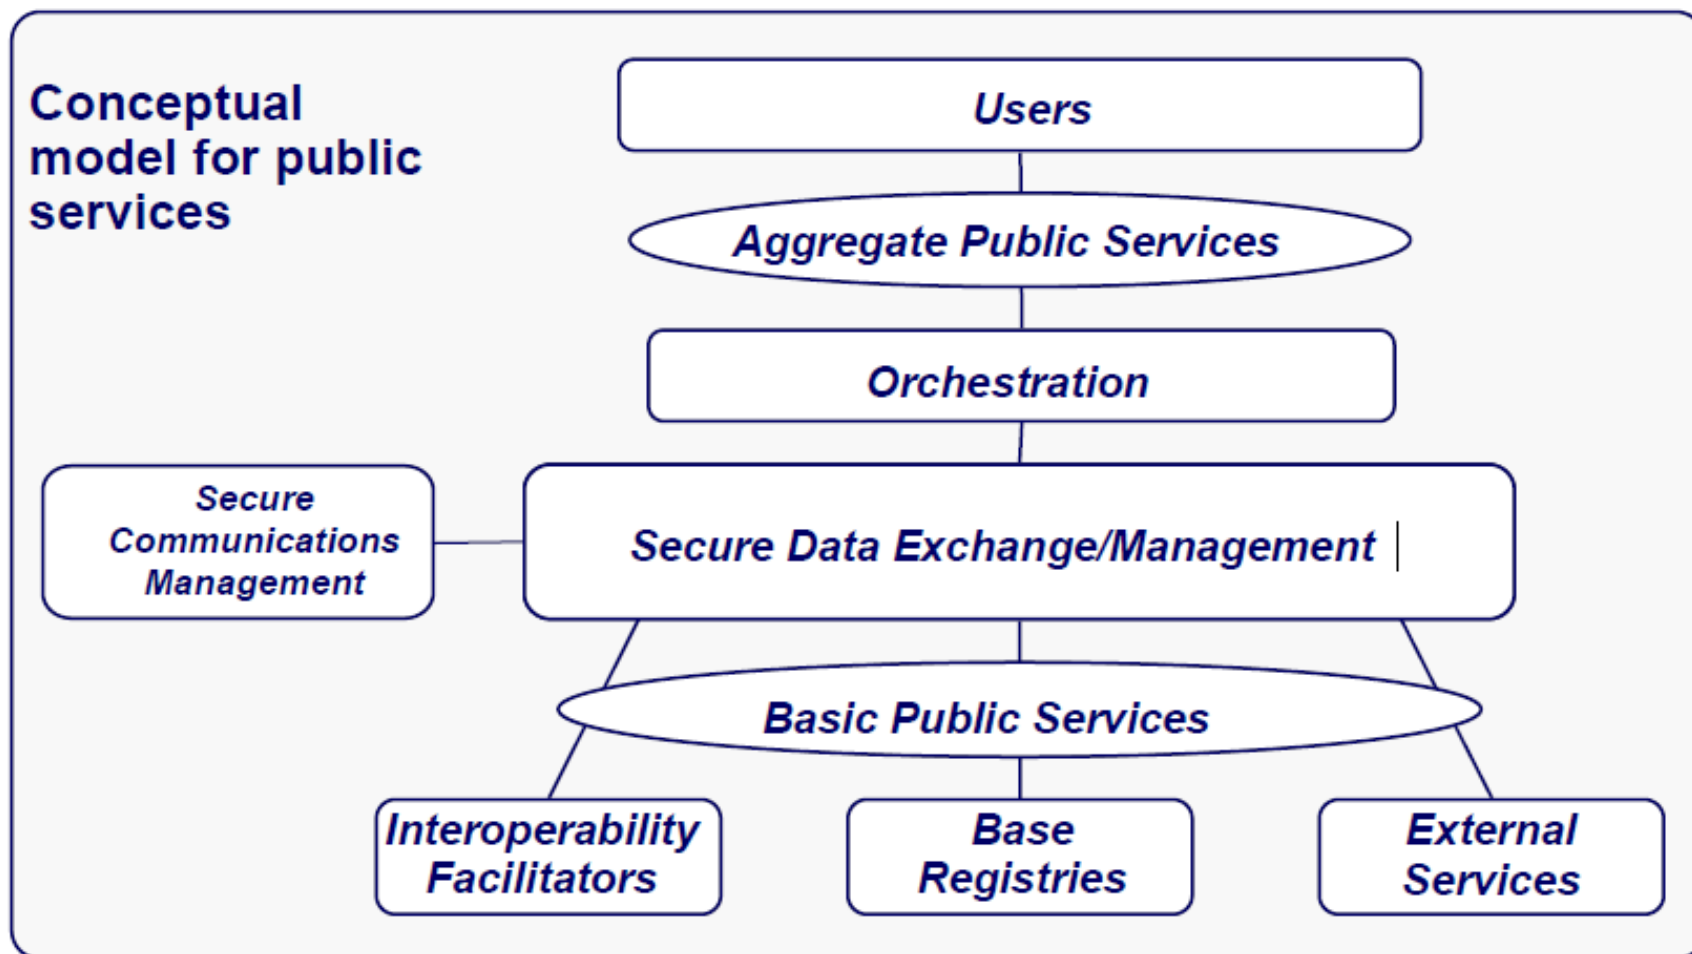 Conceptual
model for public
services
Users
Aggregate Public Services
Orchestration
Secure
Communications
Management
Secure Data Exchange/Management
Basic Public Services
Interoperability
Facilitators
Base
Registries
External
Services